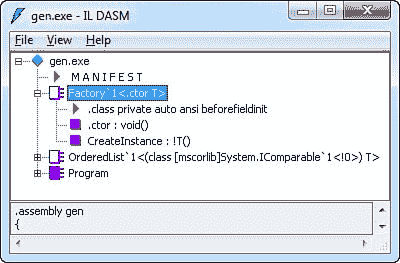 gen.exe - IL DASM
File View Help
gen.exe
M A N I F E S T
Factory`1<.ctor T>
.class private auto ansi beforefieldinit
.ctor : void()
CreateInstance : !T()
OrderedList`1<(class [mscorlib]System.IComparable`1<!0>) T>
Program
.assembly gen
{